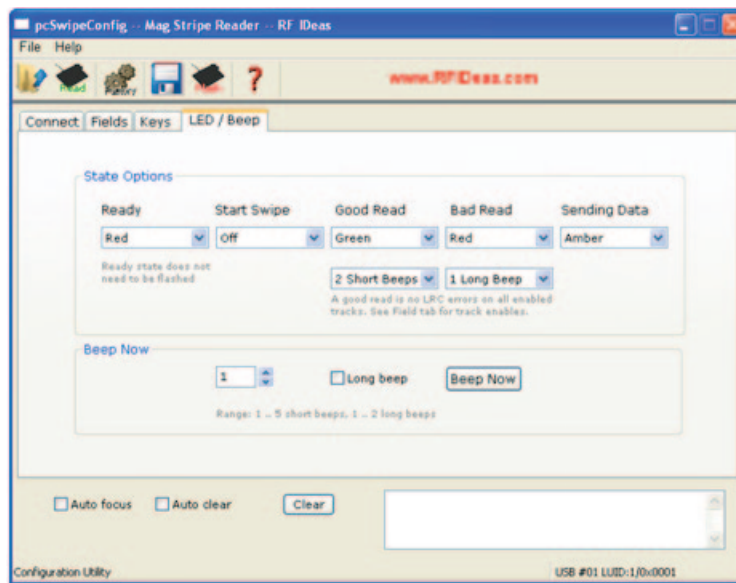 pcSwipeConfig -- Mag Stripe Reader -- RF IDeas
File Help
Read ? www.RFIDeas.com
Connect Fields Keys LED / Beep
State Options
Ready Start Swipe Good Read Bad Read Sending Data
Red Off Green Red Amber
Ready state does not
need to be flashed
2 Short Beeps 1 Long Beep
A good read is no LRC errors on all enabled
tracks. See Field tab for track enables.
Beep Now
1 Long beep Beep Now
Range: 1 .. 5 short beeps, 1 .. 2 long beeps
Auto focus Auto clear Clear
Configuration Utility USB #01 LUID:1/0x0001